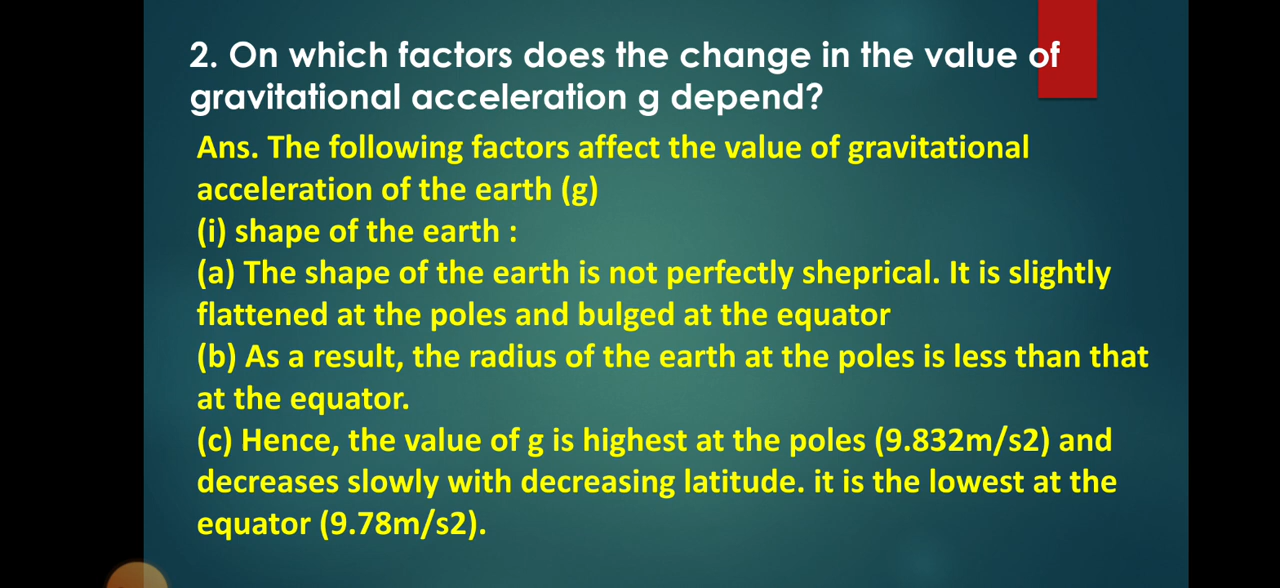 2. On which factors does the change in the value of
gravitational acceleration g depend?
Ans. The following factors affect the value of gravitational
acceleration of the earth (g)
(i) shape of the earth :
(a) The shape of the earth is not perfectly sheprical. It is slightly
flattened at the poles and bulged at the equator
(b) As a result, the radius of the earth at the poles is less than that
at the equator.
(c) Hence, the value of g is highest at the poles (9.832m/s2) and
decreases slowly with decreasing latitude. it is the lowest at the
equator (9.78m/s2).